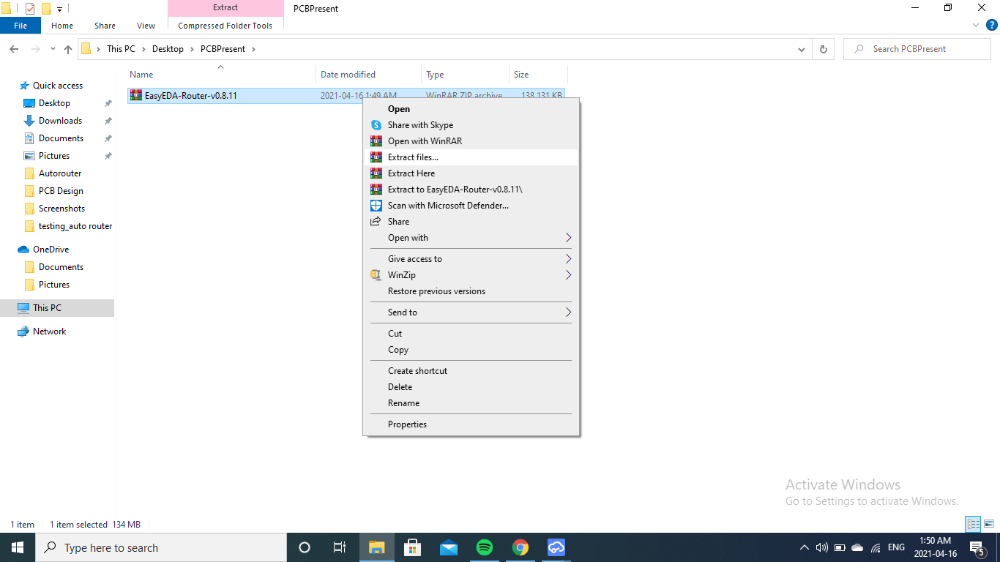 Extract
PCBPresent
File
Home
Share
View
Compressed Folder Tools
?
This PC
Desktop
PCBPresent
Search PCBPresent
Name
Date modified
Type
Size
EasyEDA-Router-v0.8.11
2021-04-16 1:49 AM
WinRAR ZIP archive
138,131 KB
Quick access
Desktop
Downloads
Documents
Pictures
Autorouter
PCB Design
Screenshots
testing_auto router
OneDrive
Documents
Pictures
This PC
Network
Open
Share with Skype
Open with WinRAR
Extract files...
Extract Here
Extract to EasyEDA-Router-v0.8.11\
Scan with Microsoft Defender...
Share
Open with
Give access to
WinZip
Restore previous versions
Send to
Cut
Copy
Create shortcut
Delete
Rename
Properties
Activate Windows
Go to Settings to activate Windows.
1 item
1 item selected 134 MB
Type here to search
ENG
1:50 AM
2021-04-16
5